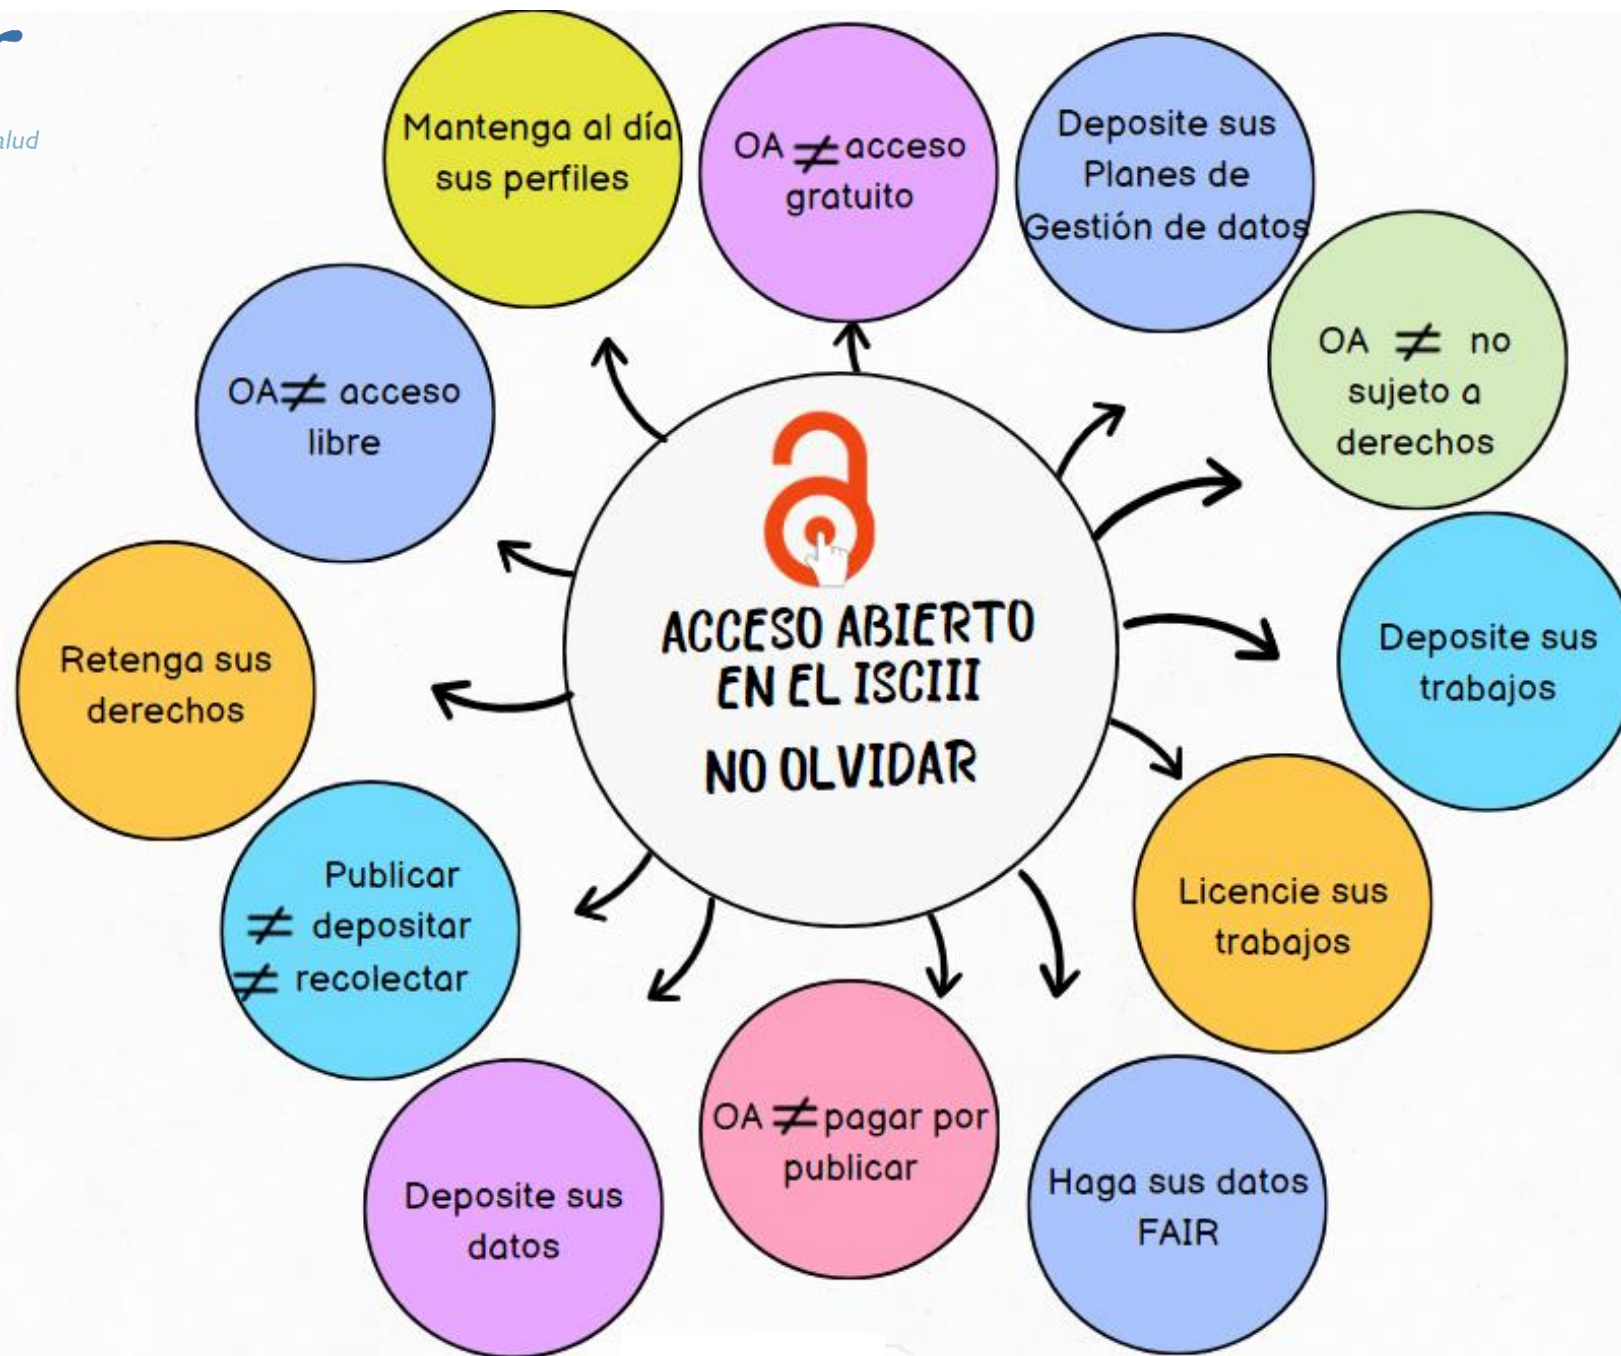 Mantenga al día
sus perfiles
OA ≠ acceso
gratuito
Deposite sus
Planes de
Gestión de datos
OA ≠ no
sujeto a
derechos
Deposite sus
trabajos
Licencie sus
trabajos
Haga sus datos
FAIR
OA ≠ pagar por
publicar
Deposite sus
datos
Publicar
≠ depositar
≠ recolectar
Retenga sus
derechos
OA ≠ acceso
libre
ACCESO ABIERTO
EN EL ISCIII
NO OLVIDAR